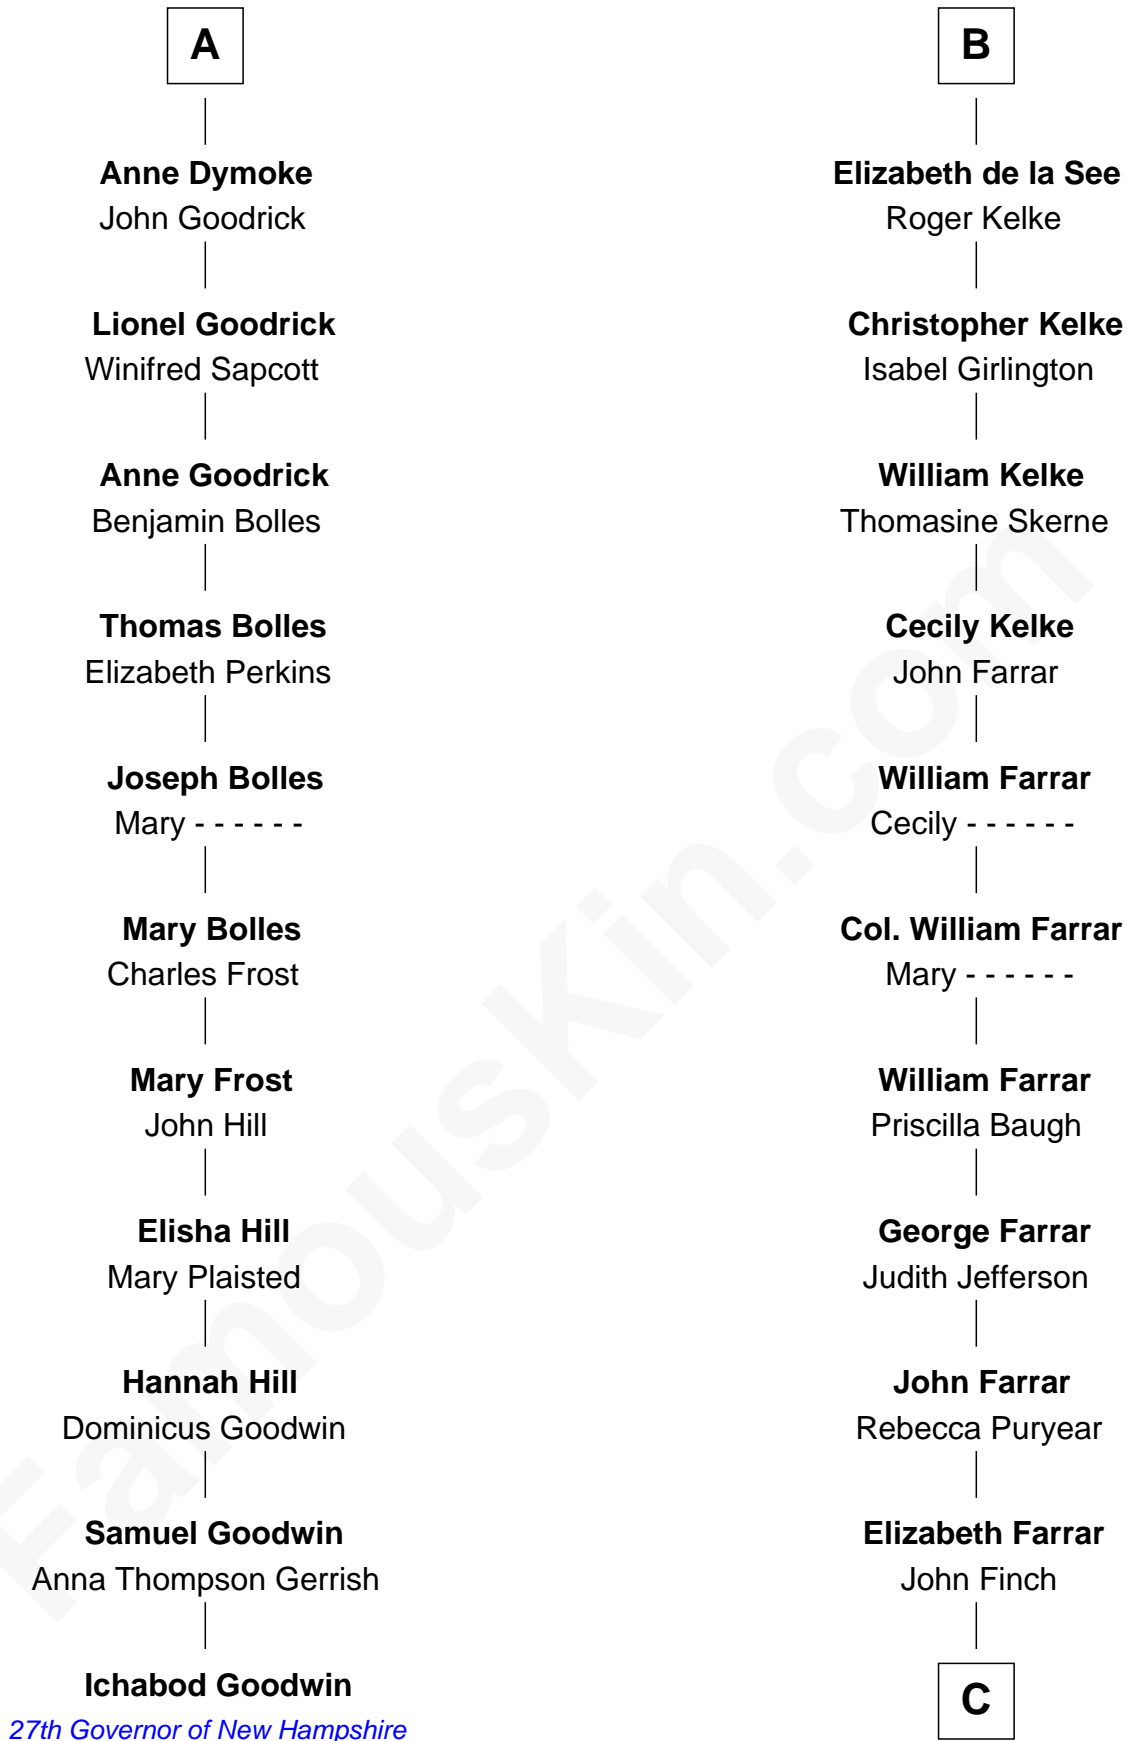 A
Anne Dymoke
John Goodrick
Lionel Goodrick
Winifred Sapcott
Anne Goodrick
Benjamin Bolles
Thomas Bolles
Elizabeth Perkins
Joseph Bolles
Mary - - - - - -
Mary Bolles
Charles Frost
Mary Frost
John Hill
Elisha Hill
Mary Plaisted
Hannah Hill
Dominicus Goodwin
Samuel Goodwin
Anna Thompson Gerrish
Ichabod Goodwin
27th Governor of New Hampshire
B
Elizabeth de la See
Roger Kelke
Christopher Kelke
Isabel Girlington
William Kelke
Thomasine Skerne
Cecily Kelke
John Farrar
William Farrar
Cecily - - - - - -
Col. William Farrar
Mary - - - - - -
William Farrar
Priscilla Baugh
George Farrar
Judith Jefferson
John Farrar
Rebecca Puryear
Elizabeth Farrar
John Finch
C
FamousKin.com